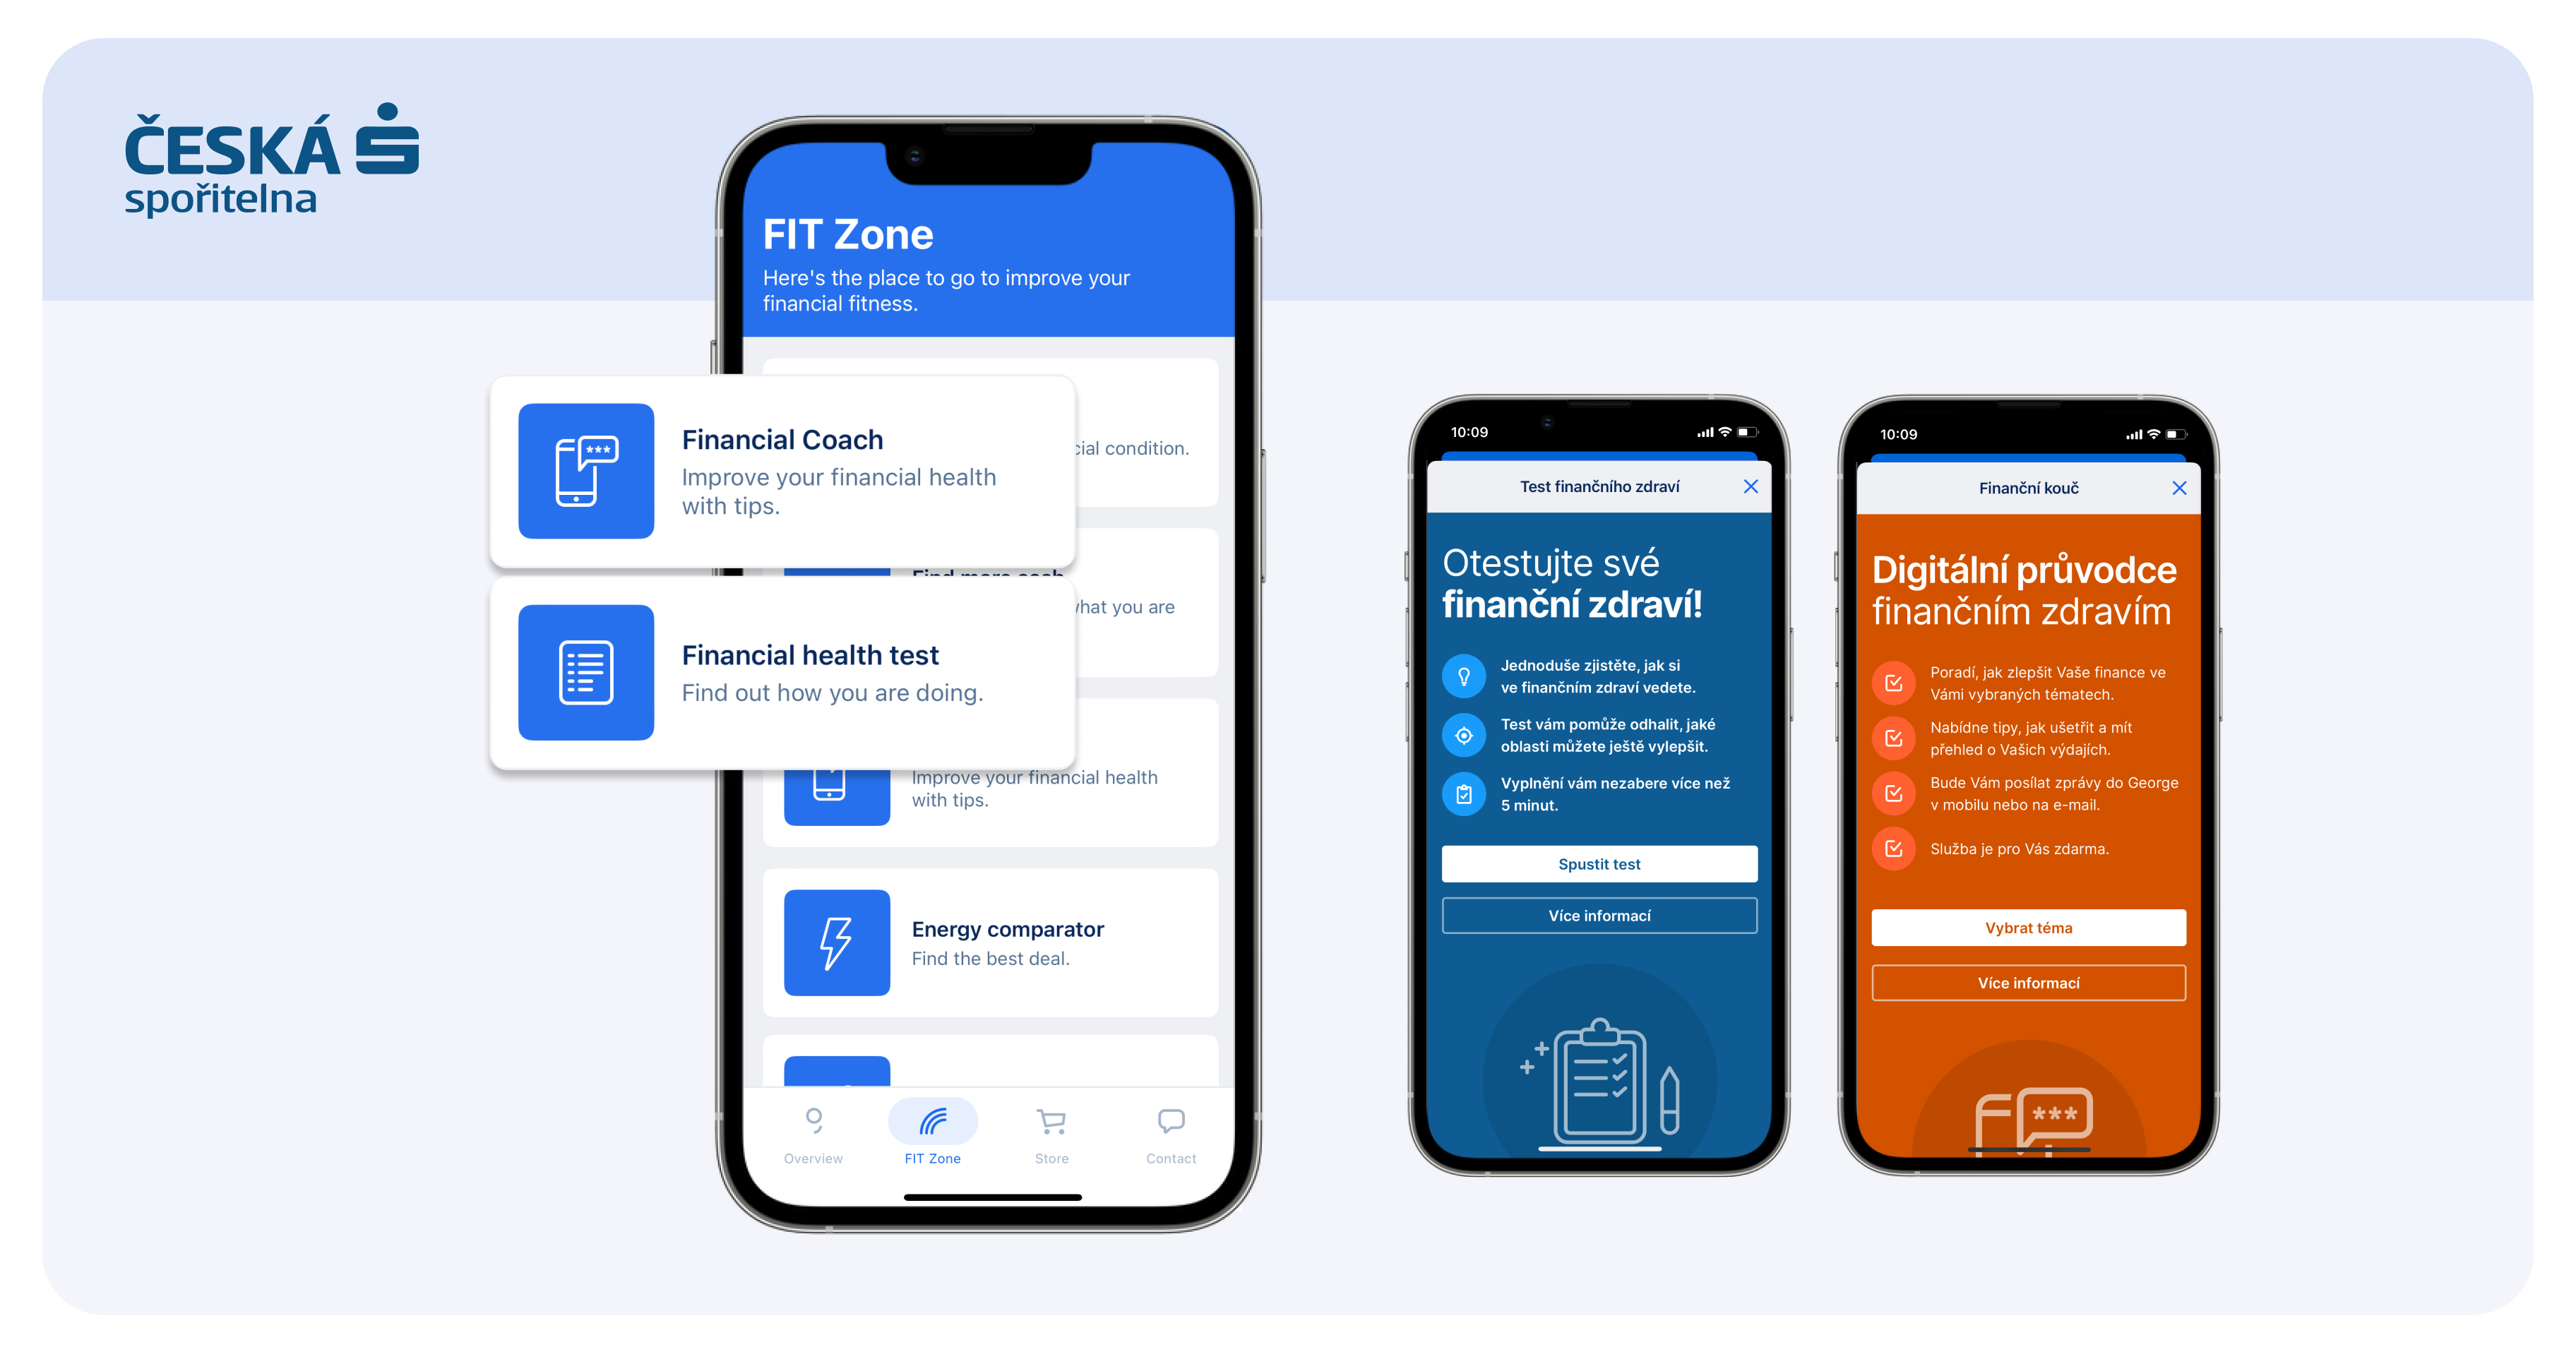 ČESKÁ
spořitelna
FIT Zone
Here's the place to go to improve your
financial fitness.
Financial Coach
Improve your financial health
with tips.
condition.
Financial health test
Find out how you are doing.
you are
Improve your financial health
with tips.
Energy comparator
Find the best deal.
Overview
FIT Zone
Store
Contact
10:09
Test finančního zdraví
Otestujte své
finanční zdraví!
Jednoduše zjistěte, jak si
ve finančním zdraví vedete.
Test vám pomůže odhalit, jaké
oblasti můžete ještě vylepšit.
Vyplnění vám nezabere více než
5 minut.
Spustit test
Více informací
10:09
Finanční kouč
Digitální průvodce
finančním zdravím
Poradí, jak zlepšit Vaše finance ve
Vámi vybraných tématech.
Nabídne tipy, jak ušetřit a mít
přehled o Vašich výdajích.
Bude Vám posílat zprávy do George
v mobilu nebo na e-mail.
Služba je pro Vás zdarma.
Vybrat téma
Více informací